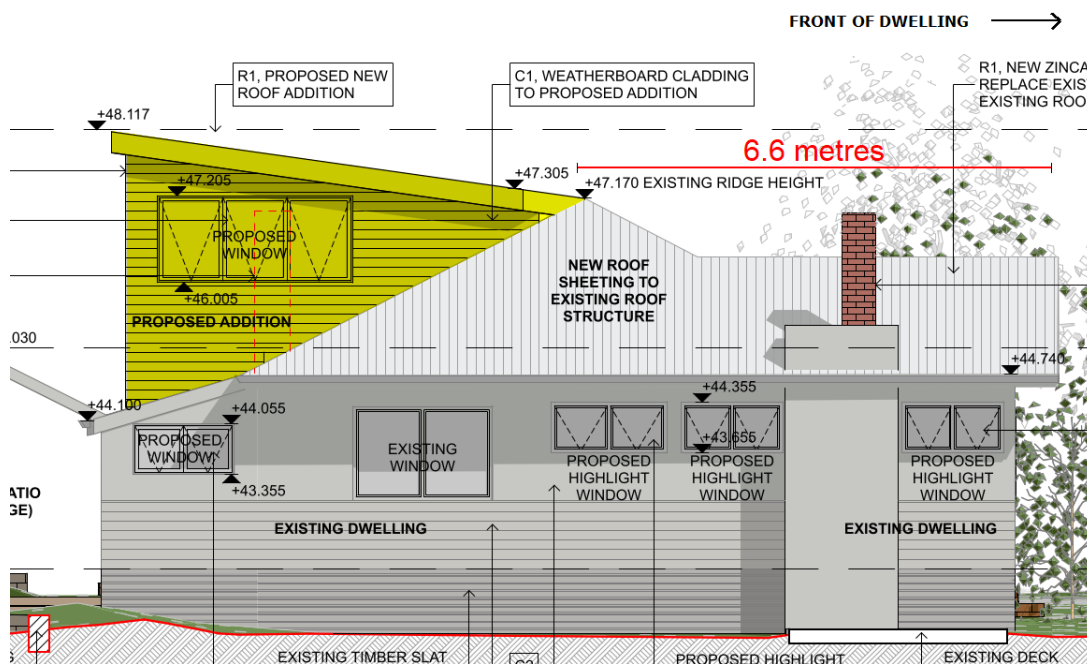 FRONT OF DWELLING
R1, PROPOSED NEW
ROOF ADDITION
C1, WEATHERBOARD CLADDING
TO PROPOSED ADDITION
R1, NEW ZINCA
REPLACE EXIS
EXISTING ROO
+48.117
6.6 metres
+47.205
+47.305
+47.170 EXISTING RIDGE HEIGHT
PROPOSED
WINDOW
NEW ROOF
SHEETING TO
EXISTING ROOF
STRUCTURE
+46.005
PROPOSED ADDITION
.030
+44.740
+44.100
+44.055
+44.355
PROPOSED
WINDOW
EXISTING
WINDOW
+43.655
PROPOSED
HIGHLIGHT
WINDOW
PROPOSED
HIGHLIGHT
WINDOW
PROPOSED
HIGHLIGHT
WINDOW
+43.355
ATIO
GE)
EXISTING DWELLING
EXISTING DWELLING
EXISTING TIMBER SLAT
PROPOSED HIGHLIGHT
EXISTING DECK